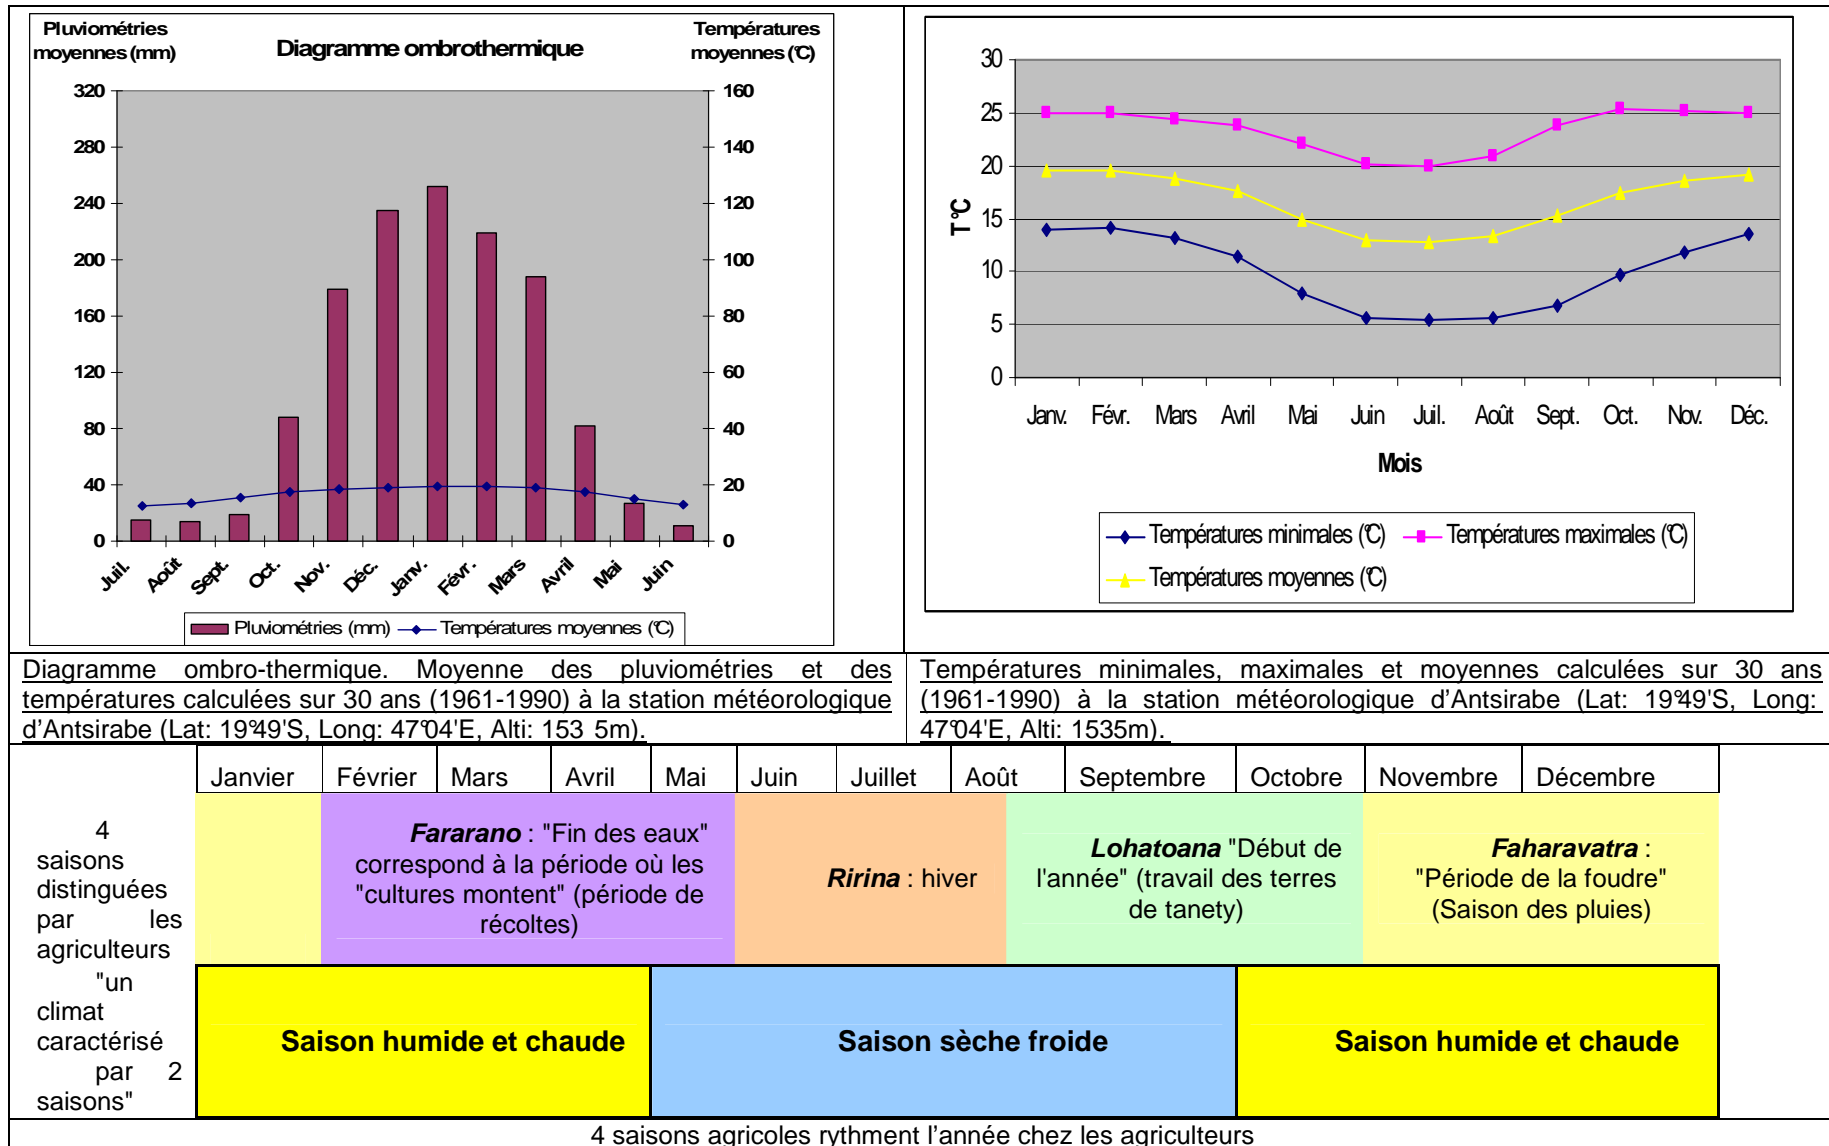 Pluviométries
moyennes (mm)
Diagramme ombrothermique
Températures
moyennes (°C)
320
280
240
200
160
120
80
40
0
160
140
120
100
80
60
40
20
0
Juil.
Août
Sept.
Oct.
Nov.
Déc.
Janv.
Févr.
Mars
Avril
Mai
Juin
Pluviométries (mm)
Températures moyennes (°C)
30
25
20
15
10
5
0
T°C
Janv.
Févr.
Mars
Avril
Mai
Juin
Juil.
Août
Sept.
Oct.
Nov.
Déc.
Mois
Températures minimales (°C)
Températures maximales (°C)
Températures moyennes (°C)
Diagramme ombro-thermique. Moyenne des pluviométries et des
températures calculées sur 30 ans (1961-1990) à la station météorologique
d'Antsirabe (Lat: 19°49'S, Long: 47°04'E, Alti: 153 5m).
Températures minimales, maximales et moyennes calculées sur 30 ans
(1961-1990) à la station météorologique d'Antsirabe (Lat: 19°49'S, Long:
47°04'E, Alti: 1535m).
Janvier Février Mars Avril Mai Juin Juillet Août Septembre Octobre Novembre Décembre
4
saisons
distinguées
par les
agriculteurs
Fararano : "Fin des eaux"
correspond à la période où les
"cultures montent" (période de
récoltes)
Ririna : hiver
Lohatoana "Début de
l'année" (travail des terres
de tanety)
Faharavatra :
"Période de la foudre"
(Saison des pluies)
"un
climat
caractérisé
par 2
saisons"
Saison humide et chaude
Saison sèche froide
Saison humide et chaude
4 saisons agricoles rythment l'année chez les agriculteurs